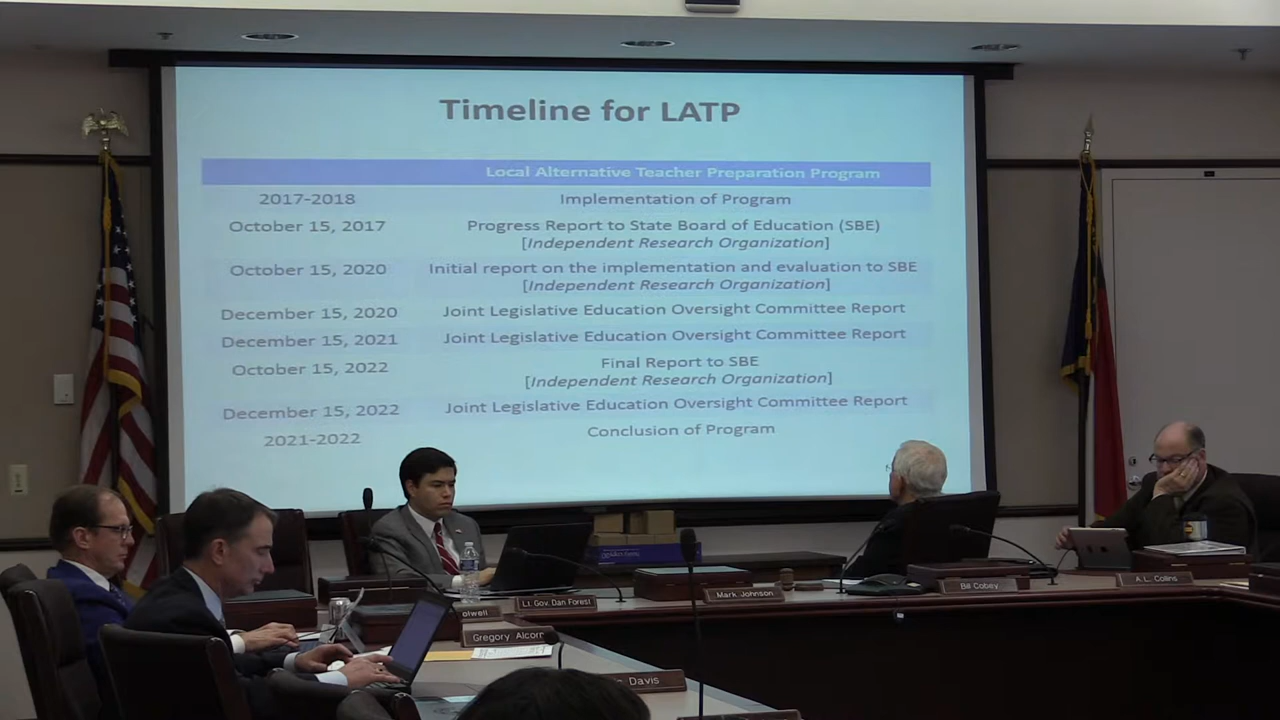 Timeline for LATP
Local Alternative Teacher Preparation Program
2017-2018 Implementation of Program
October 15, 2017 Progress Report to State Board of Education (SBE)
[Independent Research Organization]
October 15, 2020 Initial report on the implementation and evaluation to SBE
[Independent Research Organization]
December 15, 2020 Joint Legislative Education Oversight Committee Report
December 15, 2021 Joint Legislative Education Oversight Committee Report
October 15, 2022 Final Report to SBE
[Independent Research Organization]
December 15, 2022 Joint Legislative Education Oversight Committee Report
2021-2022 Conclusion of Program
olwell
Lt. Gov. Dan Forest
Mark Johnson
Bill Cobey
A.L. Collins
Gregory Alcorn
Davis